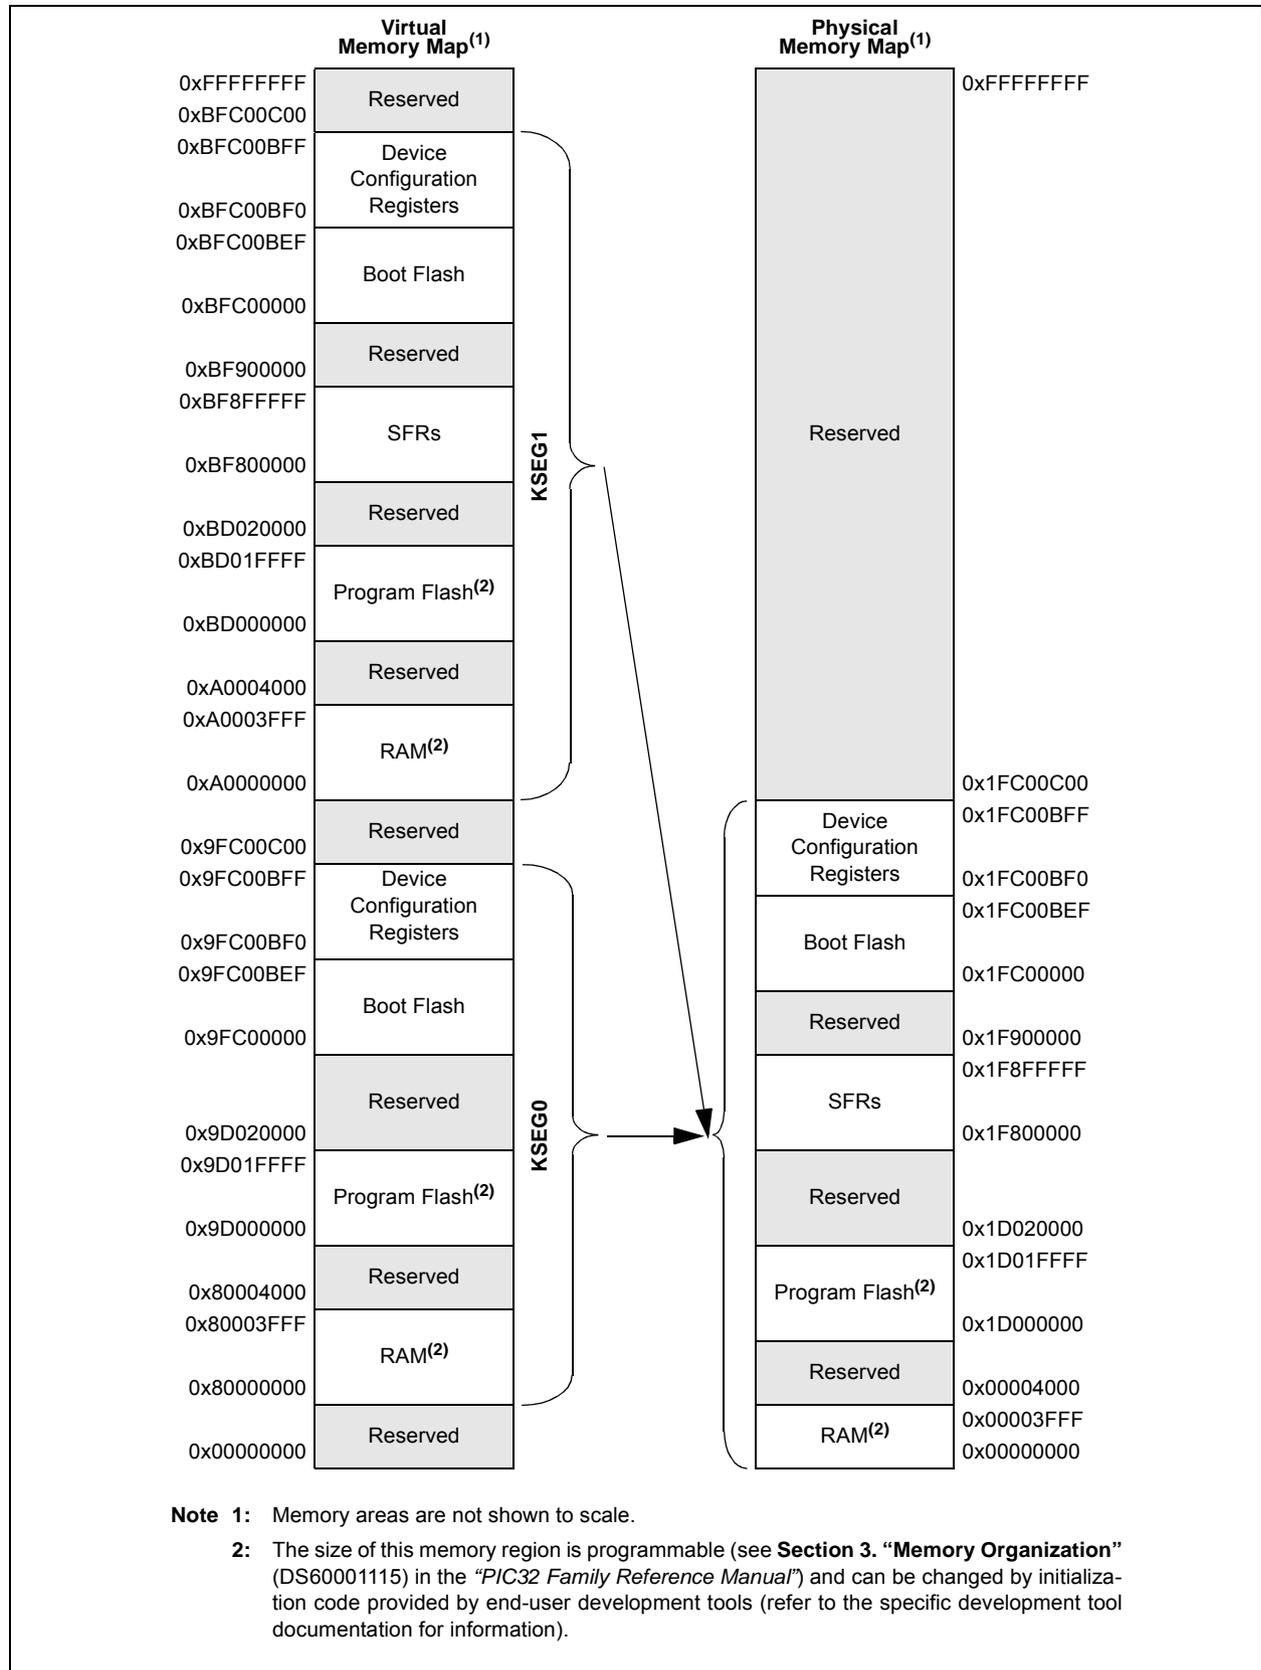 Virtual
Memory Map(1)
Physical
Memory Map(1)
0xFFFFFFFF
Reserved
0xBFC00C00
0xBFC00BFF
Device
Configuration
Registers
0xBFC00BF0
0xBFC00BEF
Boot Flash
0xBFC00000
Reserved
0xBF900000
0xBF8FFFFF
SFRs
0xBF800000
Reserved
0xBD020000
0xBD01FFFF
Program Flash(2)
0xBD000000
Reserved
0xA0004000
0xA0003FFF
RAM(2)
0xA0000000
KSEG1
Reserved
0x9FC00C00
0x9FC00BFF
Device
Configuration
Registers
0x9FC00BF0
0x9FC00BEF
Boot Flash
0x9FC00000
Reserved
0x9D020000
0x9D01FFFF
Program Flash(2)
0x9D000000
Reserved
0x80004000
0x80003FFF
RAM(2)
0x80000000
KSEG0
Reserved
0x00000000
0xFFFFFFFF
Reserved
0x1FC00C00
0x1FC00BFF
Device
Configuration
Registers
0x1FC00BF0
0x1FC00BEF
Boot Flash
0x1FC00000
Reserved
0x1F900000
0x1F8FFFFF
SFRs
0x1F800000
Reserved
0x1D020000
0x1D01FFFF
Program Flash(2)
0x1D000000
Reserved
0x00004000
0x00003FFF
RAM(2)
0x00000000
Note 1: Memory areas are not shown to scale.
2: The size of this memory region is programmable (see Section 3. “Memory Organization”
(DS60001115) in the “PIC32 Family Reference Manual”) and can be changed by initializa-
tion code provided by end-user development tools (refer to the specific development tool
documentation for information).